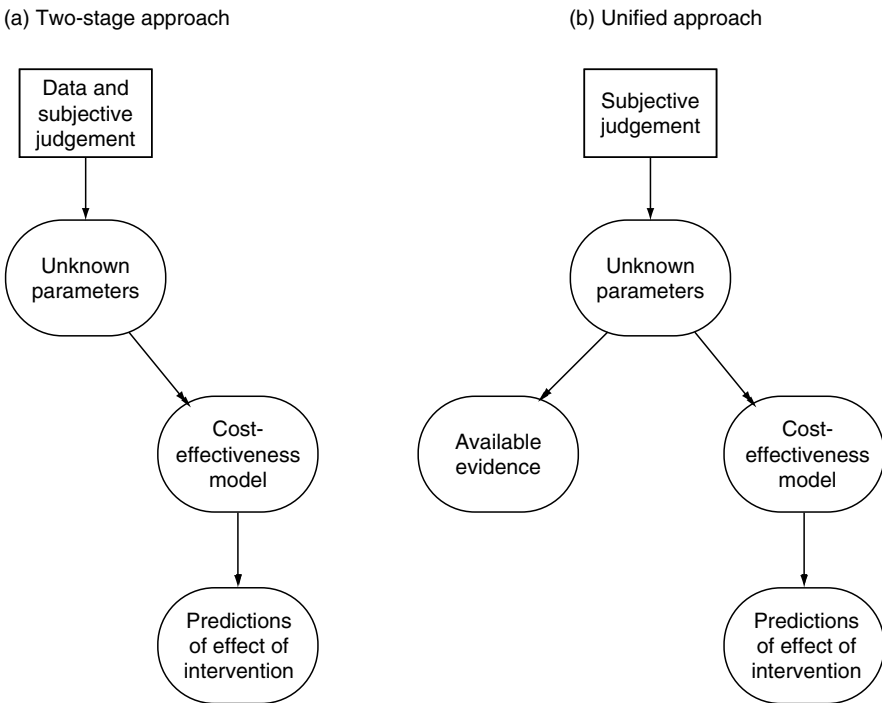 (a) Two-stage approach
Data and
subjective
judgement
Unknown
parameters
Cost-
effectiveness
model
Predictions
of effect of
intervention
(b) Unified approach
Subjective
judgement
Unknown
parameters
Available
evidence
Cost-
effectiveness
model
Predictions
of effect of
intervention